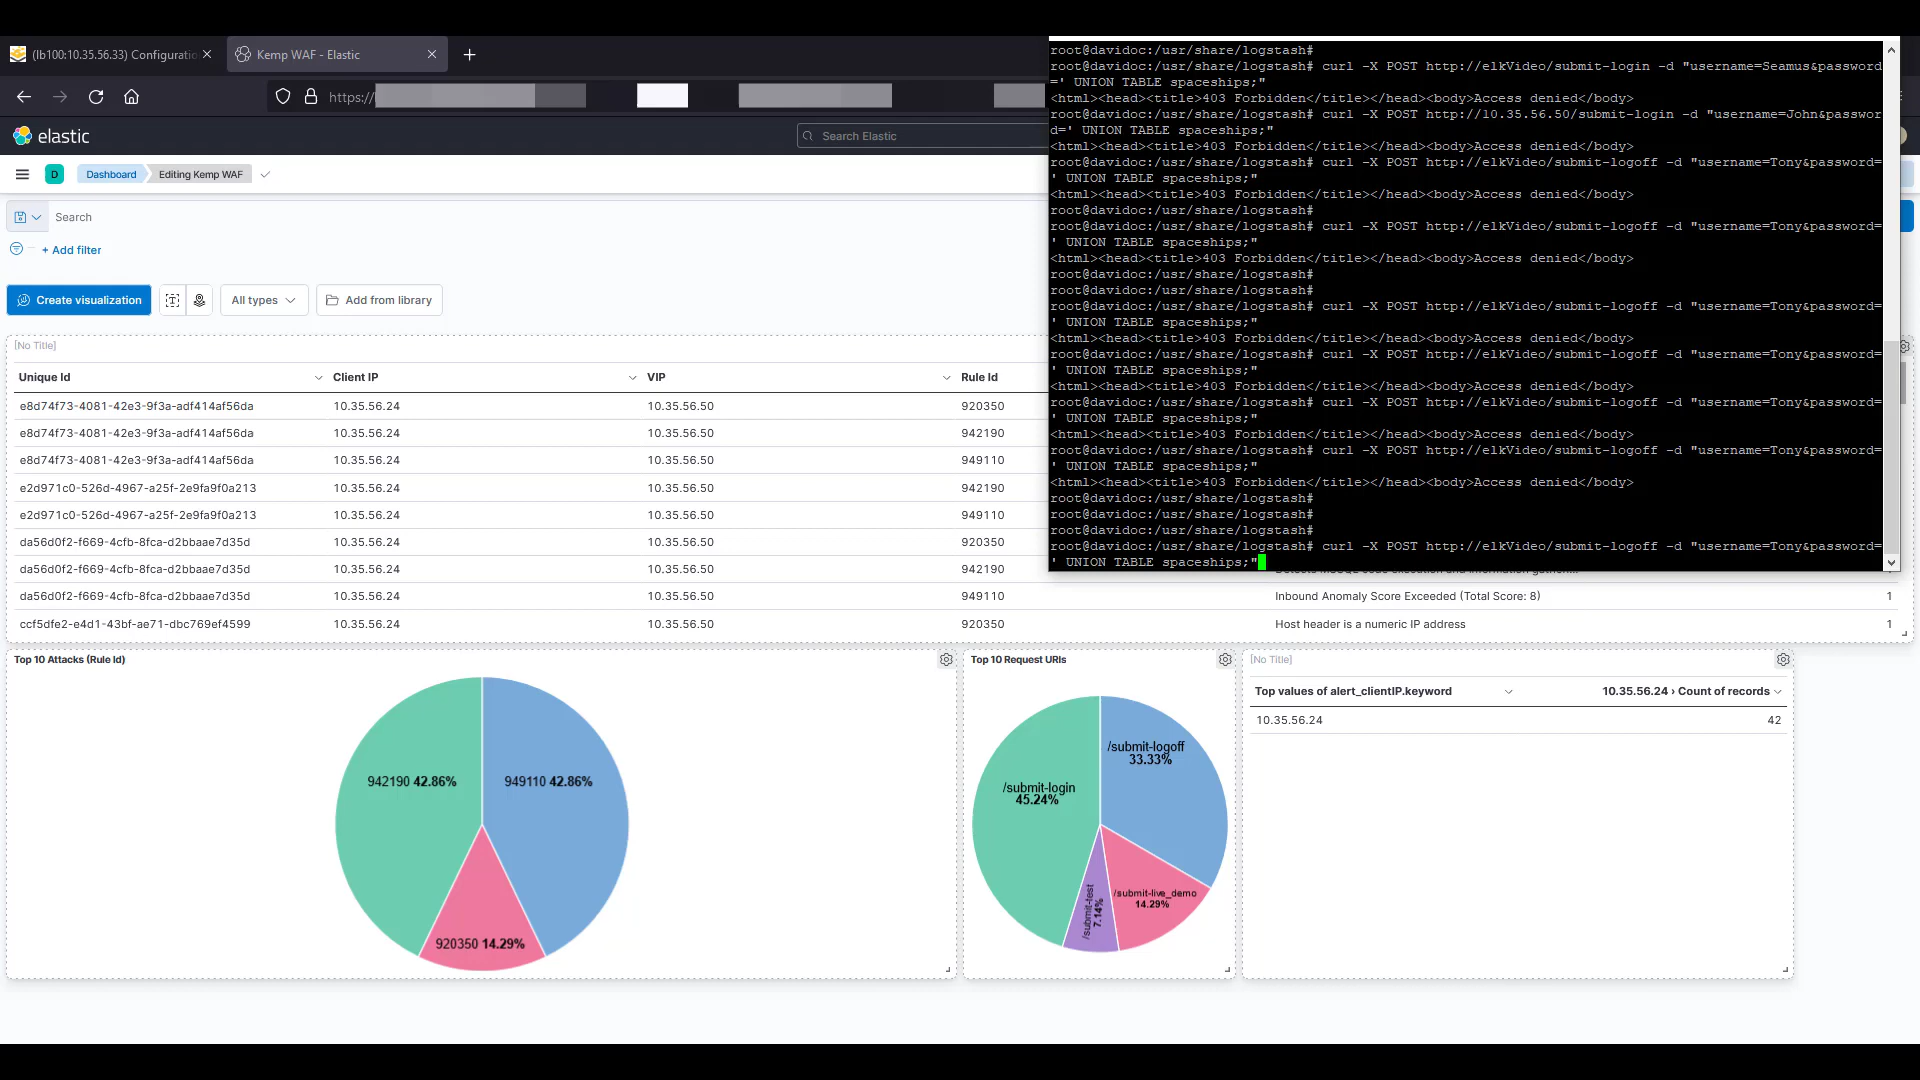 (lb100:10.35.56.33) Configuratio
Kemp WAF - Elastic
https://
elastic
Search Elastic
D
Dashboard
Editing Kemp WAF
Search
+ Add filter
Create visualization
All types
Add from library
root@davidoc:/usr/share/logstash#
root@davidoc:/usr/share/logstash# curl -X POST http://elkVideo/submit-login -d "username=Seamus&password
=' UNION TABLE spaceships;"
<html><head><title>403 Forbidden</title></head><body>Access denied</body>
root@davidoc:/usr/share/logstash# curl -X POST http://10.35.56.50/submit-login -d "username=John&passwor
d=' UNION TABLE spaceships;"
<html><head><title>403 Forbidden</title></head><body>Access denied</body>
root@davidoc:/usr/share/logstash# curl -X POST http://elkVideo/submit-logoff -d "username=Tony&password=
' UNION TABLE spaceships;"
<html><head><title>403 Forbidden</title></head><body>Access denied</body>
root@davidoc:/usr/share/logstash#
root@davidoc:/usr/share/logstash# curl -X POST http://elkVideo/submit-logoff -d "username=Tony&password=
' UNION TABLE spaceships;"
<html><head><title>403 Forbidden</title></head><body>Access denied</body>
root@davidoc:/usr/share/logstash#
root@davidoc:/usr/share/logstash#
root@davidoc:/usr/share/logstash# curl -X POST http://elkVideo/submit-logoff -d "username=Tony&password=
' UNION TABLE spaceships;"
<html><head><title>403 Forbidden</title></head><body>Access denied</body>
root@davidoc:/usr/share/logstash# curl -X POST http://elkVideo/submit-logoff -d "username=Tony&password=
' UNION TABLE spaceships;"
<html><head><title>403 Forbidden</title></head><body>Access denied</body>
root@davidoc:/usr/share/logstash# curl -X POST http://elkVideo/submit-logoff -d "username=Tony&password=
' UNION TABLE spaceships;"
<html><head><title>403 Forbidden</title></head><body>Access denied</body>
root@davidoc:/usr/share/logstash# curl -X POST http://elkVideo/submit-logoff -d "username=Tony&password=
' UNION TABLE spaceships;"
<html><head><title>403 Forbidden</title></head><body>Access denied</body>
root@davidoc:/usr/share/logstash#
root@davidoc:/usr/share/logstash#
root@davidoc:/usr/share/logstash#
root@davidoc:/usr/share/logstash# curl -X POST http://elkVideo/submit-logoff -d "username=Tony&password=
' UNION TABLE spaceships;"
[No Title]
Unique Id Client IP VIP Rule Id
e8d74f73-4081-42e3-9f3a-adf414af56da 10.35.56.24 10.35.56.50 920350
e8d74f73-4081-42e3-9f3a-adf414af56da 10.35.56.24 10.35.56.50 942190
e8d74f73-4081-42e3-9f3a-adf414af56da 10.35.56.24 10.35.56.50 949110
e2d971c0-526d-4967-a25f-2e9fa9f0a213 10.35.56.24 10.35.56.50 942190
e2d971c0-526d-4967-a25f-2e9fa9f0a213 10.35.56.24 10.35.56.50 949110
da56d0f2-f669-4cfb-8fca-d2bbaae7d35d 10.35.56.24 10.35.56.50 920350
da56d0f2-f669-4cfb-8fca-d2bbaae7d35d 10.35.56.24 10.35.56.50 942190
da56d0f2-f669-4cfb-8fca-d2bbaae7d35d 10.35.56.24 10.35.56.50 949110 Inbound Anomaly Score Exceeded (Total Score: 8) 1
ccf5dfe2-e4d1-43bf-ae71-dbc769ef4599 10.35.56.24 10.35.56.50 920350 Host header is a numeric IP address 1
Top 10 Attacks (Rule Id)
942190 42.86%
949110 42.86%
920350 14.29%
Top 10 Request URIs
/submit-logoff
33.33%
/submit-login
45.24%
/submit-live_demo
14.29%
/submit-test
7.14%
[No Title]
Top values of alert_clientIP.keyword 10.35.56.24 › Count of records
10.35.56.24 42